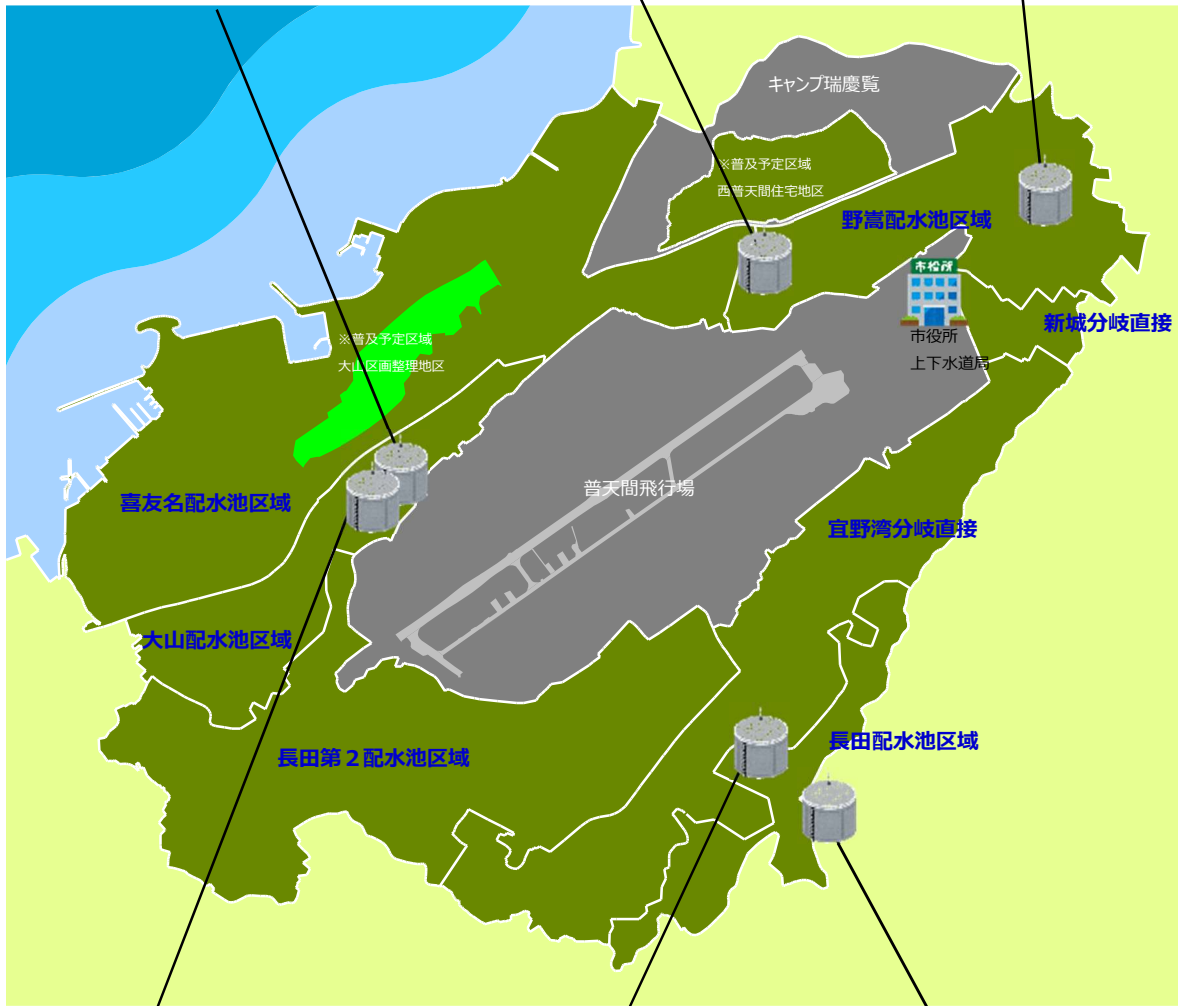 キャンプ瑞慶覧
※普及予定区域
西普天間住宅地区
野嵩配水池区域
市役所
新城分岐直接
市役所
上下水道局
※普及予定区域
大山区画整理地区
普天間飛行場
喜友名配水池区域
宜野湾分岐直接
大山配水池区域
長田配水池区域
長田第２配水池区域